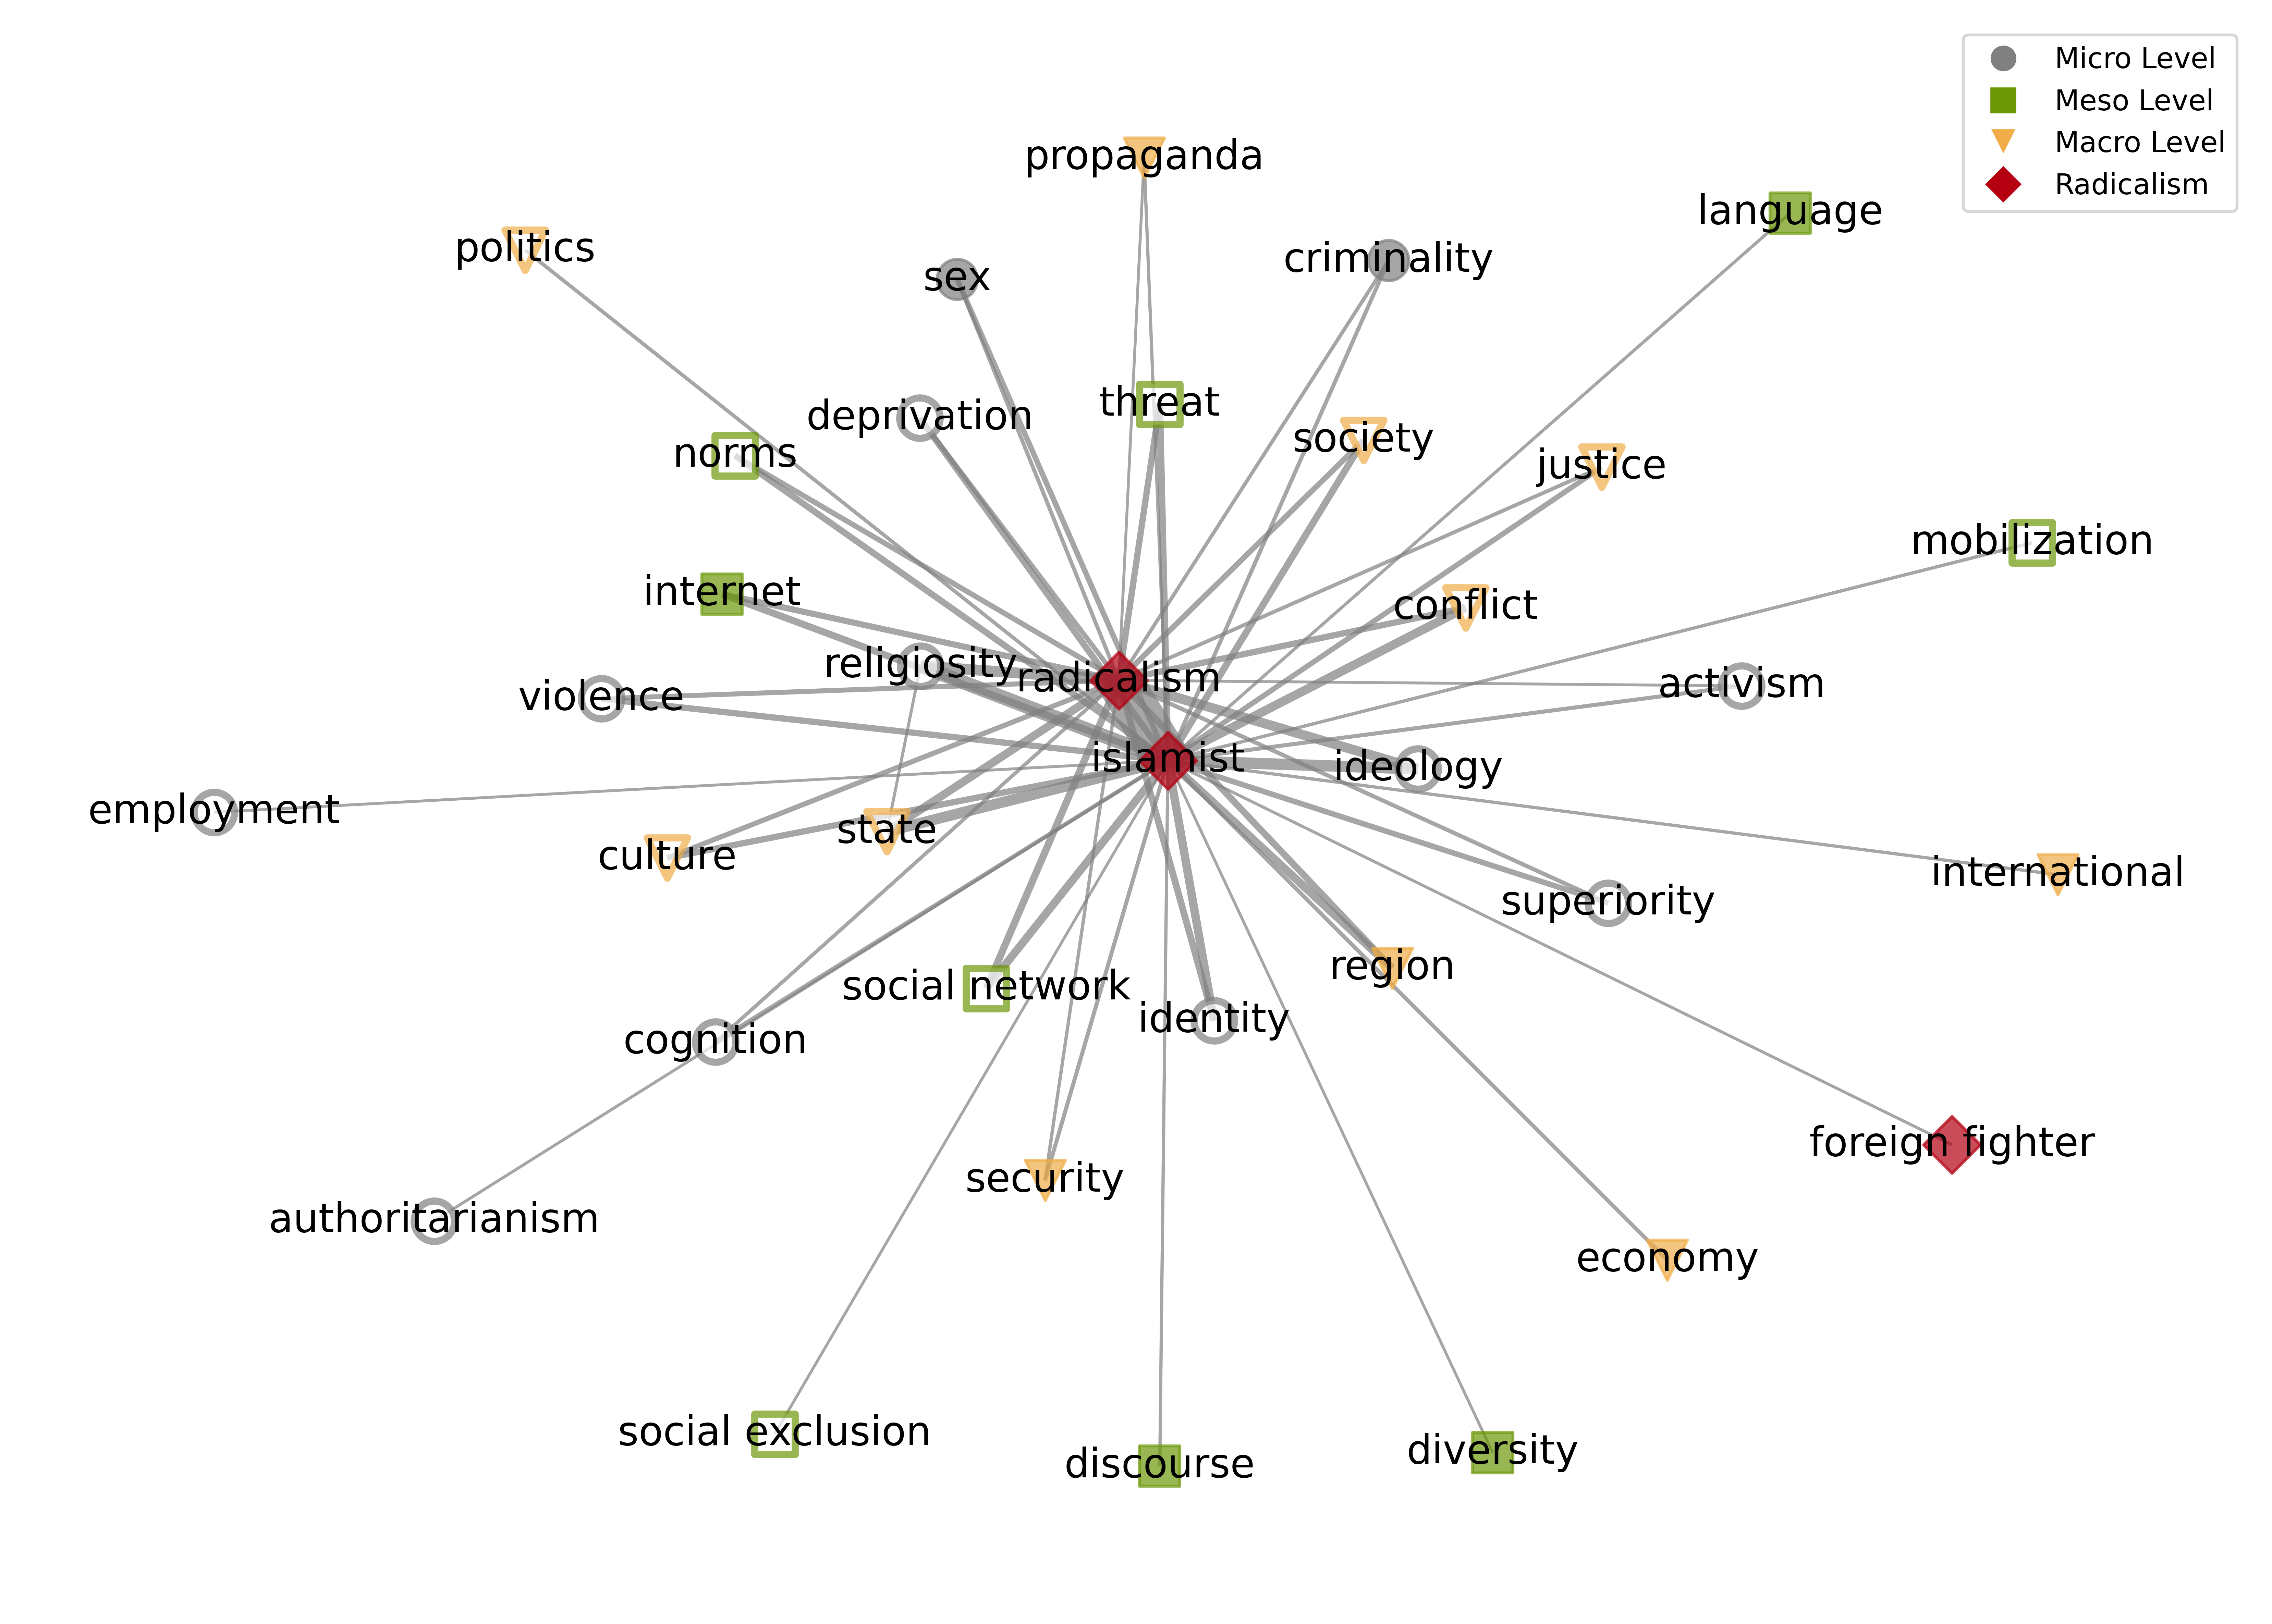 Micro Level
Meso Level
Macro Level
Radicalism
propaganda
language
politics
criminality
sex
threat
deprivation
society
norms
justice
mobilization
internet
conflict
religiosity
radicalism
activism
violence
islamist
ideology
employment
state
culture
international
superiority
region
social network
identity
cognition
foreign fighter
security
authoritarianism
economy
social exclusion
diversity
discourse